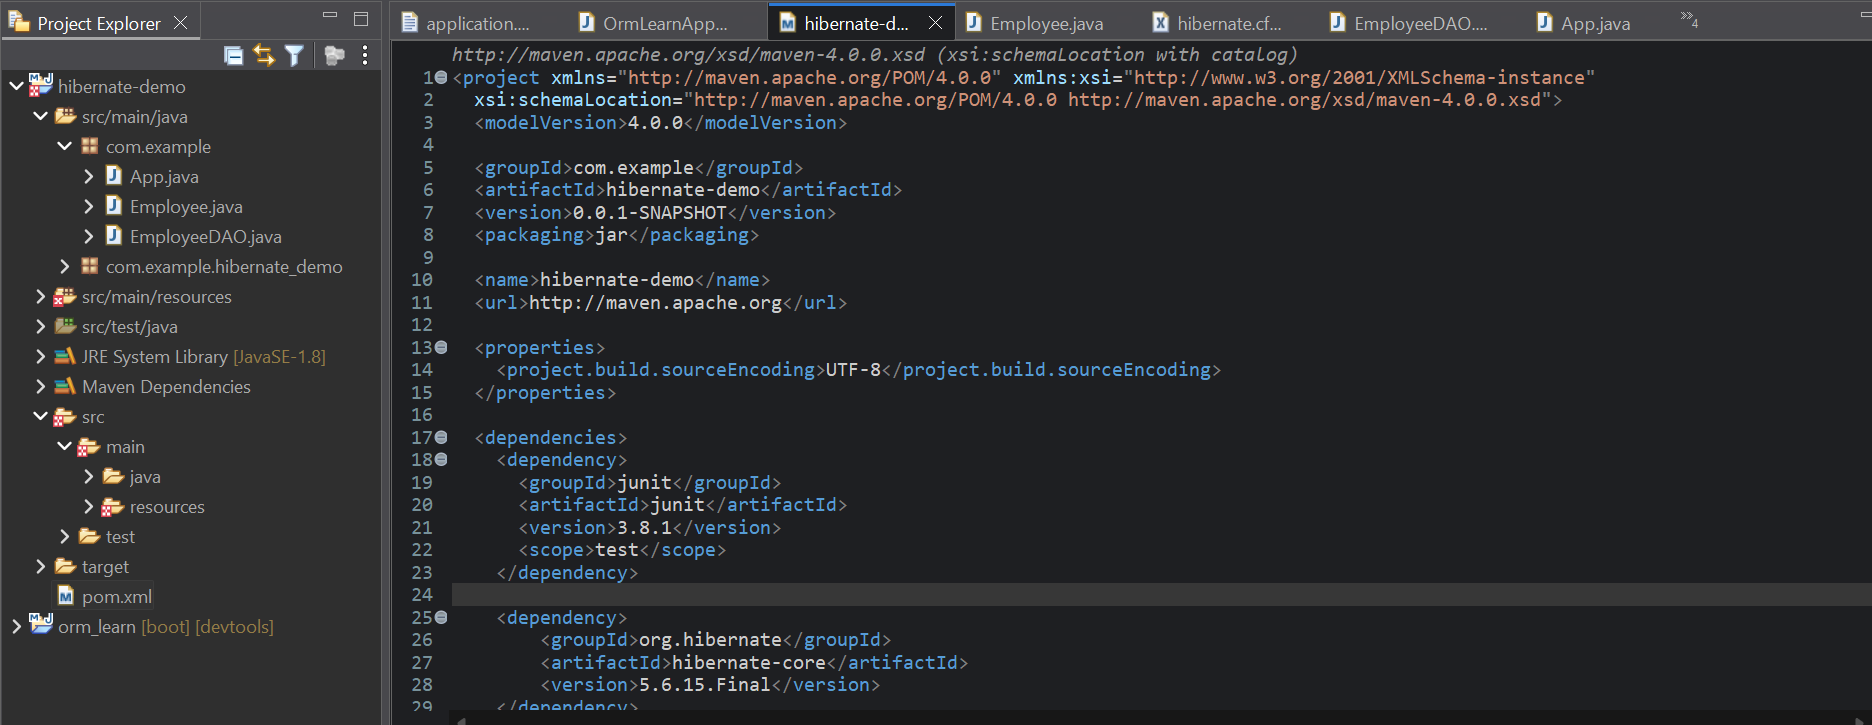 Project Explorer
application....
OrmLearnApp...
hibernate-d...
Employee.java
hibernate.cf...
EmployeeDAO....
App.java
»4
hibernate-demo
src/main/java
com.example
App.java
Employee.java
EmployeeDAO.java
com.example.hibernate_demo
src/main/resources
src/test/java
JRE System Library [JavaSE-1.8]
Maven Dependencies
src
main
java
resources
test
target
pom.xml
orm_learn [boot] [devtools]
http://maven.apache.org/xsd/maven-4.0.0.xsd (xsi:schemaLocation with catalog)
1 <project xmlns="http://maven.apache.org/POM/4.0.0" xmlns:xsi="http://www.w3.org/2001/XMLSchema-instance"
2 xsi:schemaLocation="http://maven.apache.org/POM/4.0.0 http://maven.apache.org/xsd/maven-4.0.0.xsd">
3 <modelVersion>4.0.0</modelVersion>
4
5 <groupId>com.example</groupId>
6 <artifactId>hibernate-demo</artifactId>
7 <version>0.0.1-SNAPSHOT</version>
8 <packaging>jar</packaging>
9
10 <name>hibernate-demo</name>
11 <url>http://maven.apache.org</url>
12
13 <properties>
14 <project.build.sourceEncoding>UTF-8</project.build.sourceEncoding>
15 </properties>
16
17 <dependencies>
18 <dependency>
19 <groupId>junit</groupId>
20 <artifactId>junit</artifactId>
21 <version>3.8.1</version>
22 <scope>test</scope>
23 </dependency>
24
25 <dependency>
26 <groupId>org.hibernate</groupId>
27 <artifactId>hibernate-core</artifactId>
28 <version>5.6.15.Final</version>
29 </dependency>